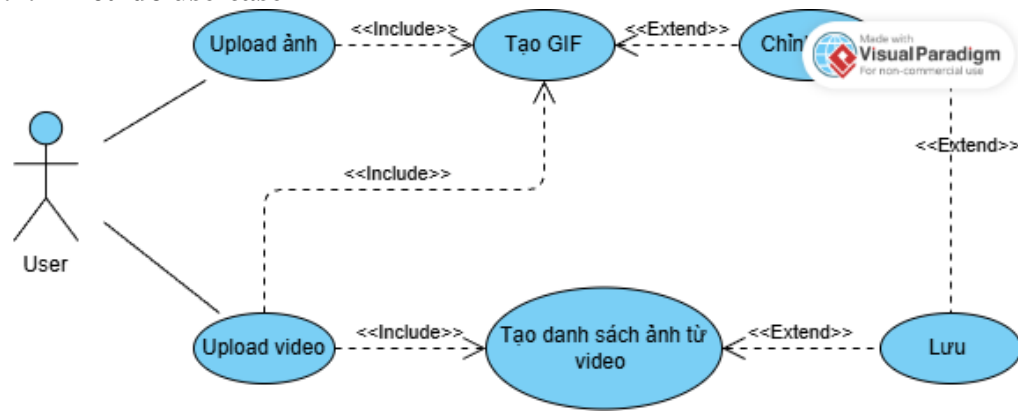 Upload ảnh
<<Include>>
Tạo GIF
<<Extend>>
Chỉnh
Made with
Visual Paradigm
For non-commercial use
<<Extend>>
<<Include>>
User
Upload video
<<Include>>
Tạo danh sách ảnh từ
video
<<Extend>>
Lưu